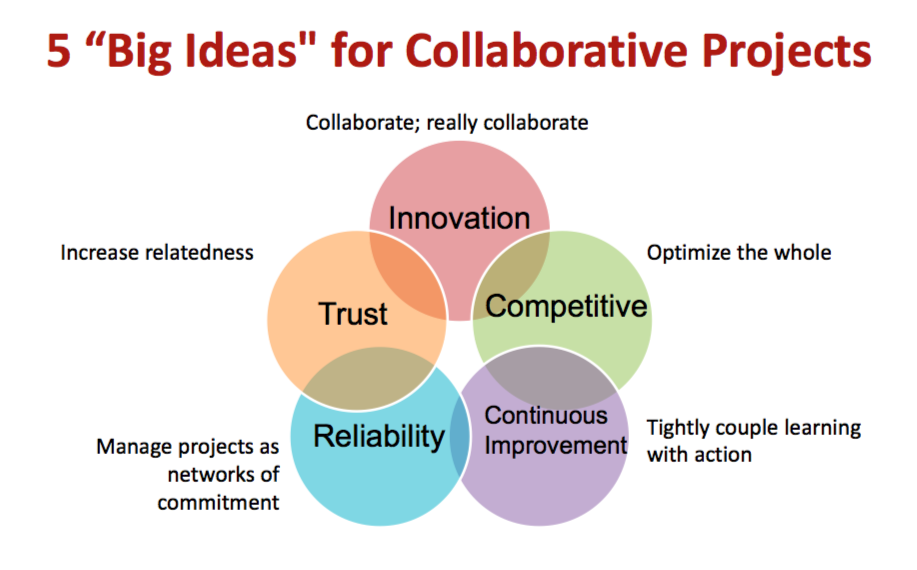 5 “Big Ideas" for Collaborative Projects
Collaborate; really collaborate
Innovation
Increase relatedness
Optimize the whole
Trust
Competitive
Reliability
Continuous
Improvement
Manage projects as
networks of
commitment
Tightly couple learning
with action